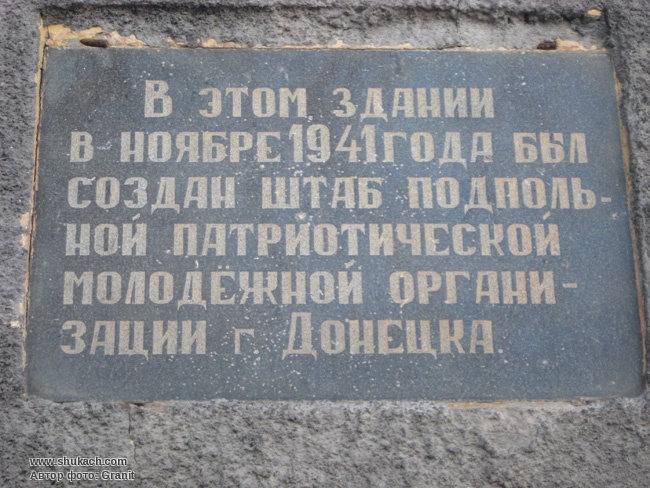 В этом здании
в ноябре 1941 года был
создан штаб подполь-
ной патриотической
молодёжной органи-
зации г Донецка.
www.shukach.com
Автор фото: Granit